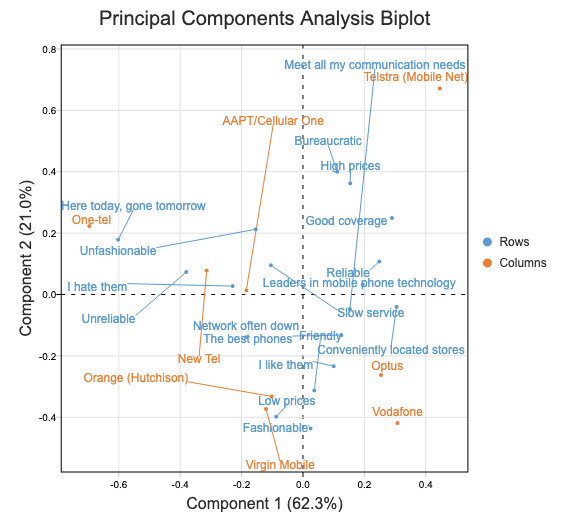 Principal Components Analysis Biplot
Component 2 (21.0%)
0.8
0.6
0.4
0.2
0.0
-0.2
-0.4
Meet all my communication needs
Telstra (Mobile Net)
AAPT/Cellular One
Bureaucratic
High prices
Here today, gone tomorrow
One-tel
Good coverage
Unfashionable
Reliable
I hate them
Leaders in mobile phone technology
Unreliable
Slow service
Network often down
The best phones
Friendly
Conveniently located stores
New Tel
I like them
Optus
Orange (Hutchison)
Low prices
Vodafone
Fashionable
Virgin Mobile
-0.6
-0.4
-0.2
0.0
0.2
0.4
Component 1 (62.3%)
Rows
Columns